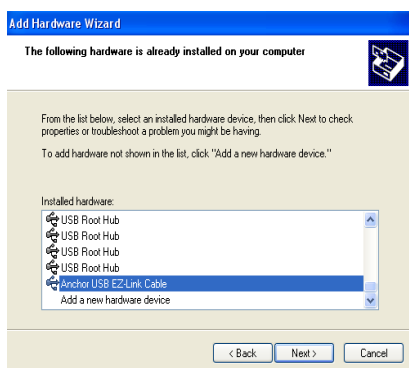 Add Hardware Wizard
The following hardware is already installed on your computer
From the list below, select an installed hardware device, then click Next to check
properties or troubleshoot a problem you might be having.
To add hardware not shown in the list, click "Add a new hardware device."
Installed hardware:
USB Root Hub
USB Root Hub
USB Root Hub
USB Root Hub
Anchor USB EZ-Link Cable
Add a new hardware device
< Back Next > Cancel